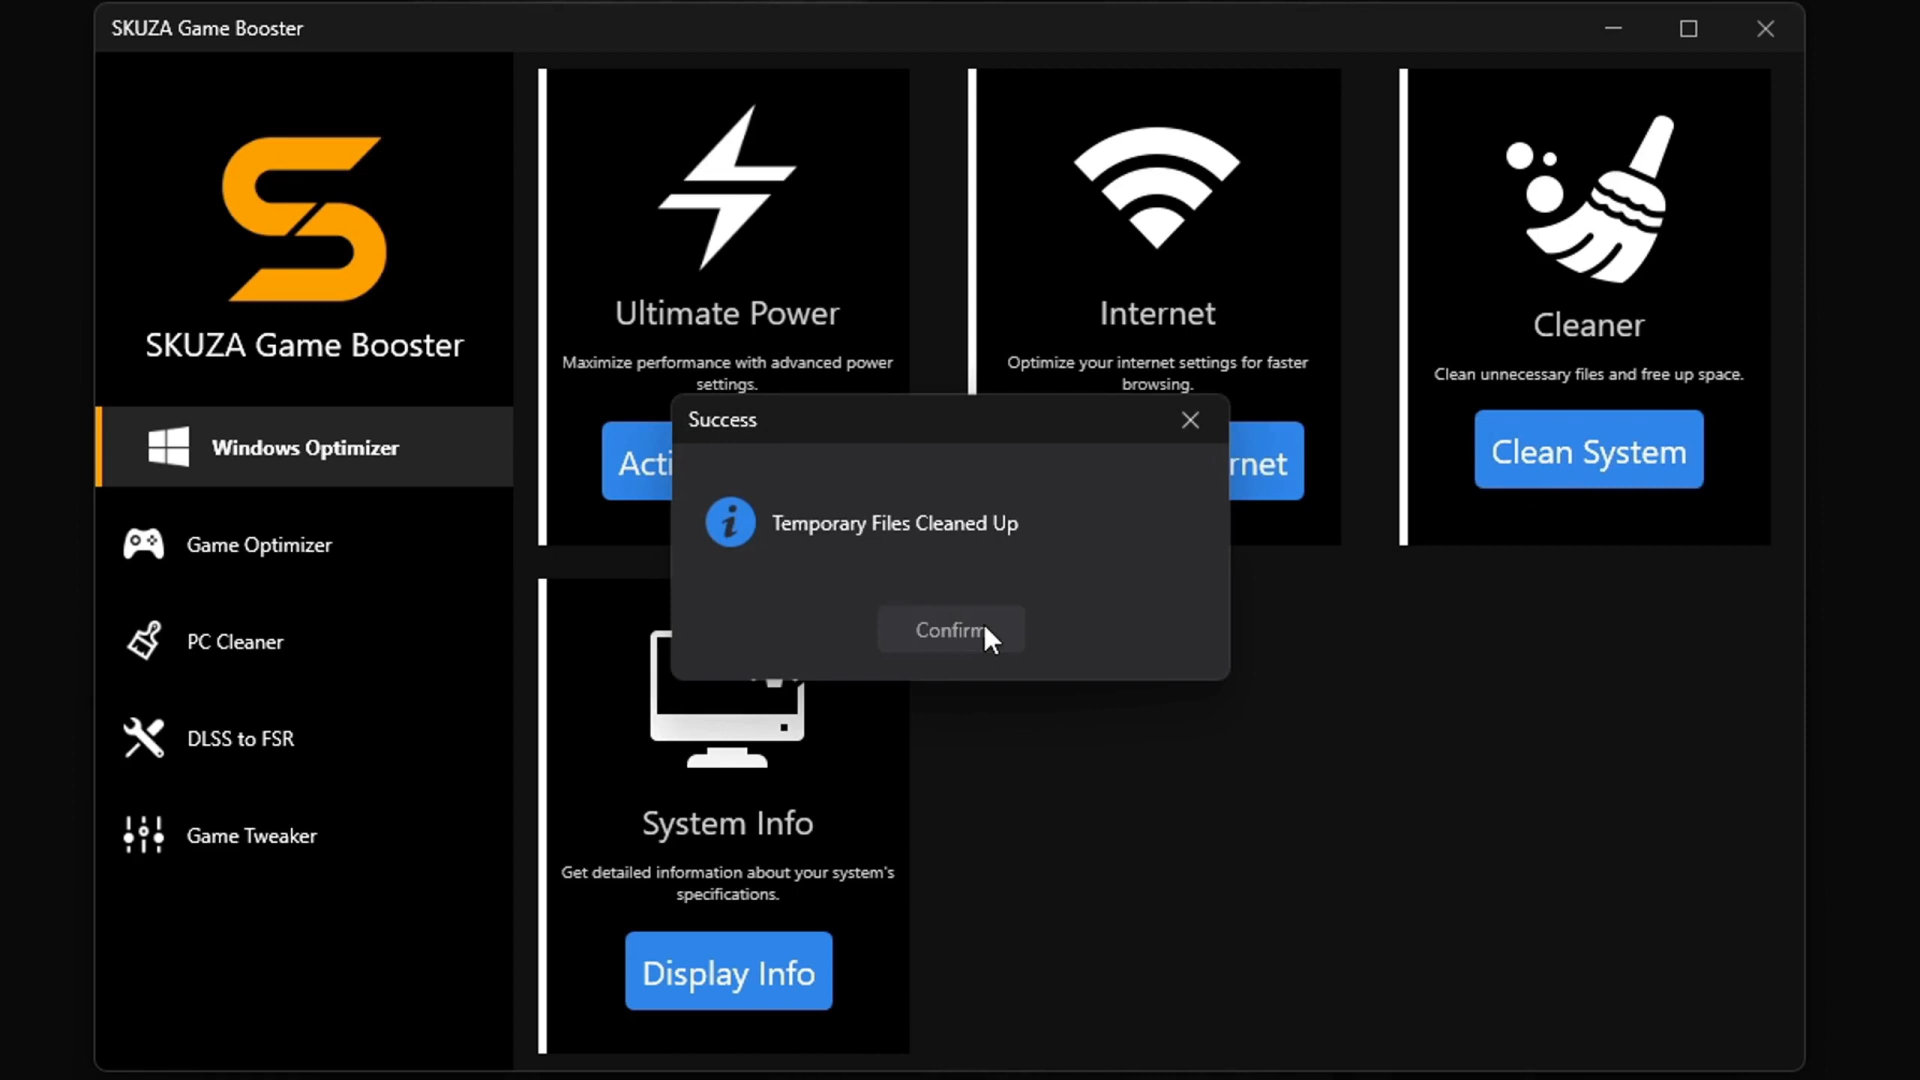 SKUZA Game Booster
SKUZA Game Booster
Windows Optimizer
Game Optimizer
PC Cleaner
DLSS to FSR
Game Tweaker
Ultimate Power
Maximize performance with advanced power
settings.
Acti
Internet
Optimize your internet settings for faster
browsing.
rnet
Cleaner
Clean unnecessary files and free up space.
Clean System
Success
Temporary Files Cleaned Up
Confirm
System Info
Get detailed information about your system's
specifications.
Display Info